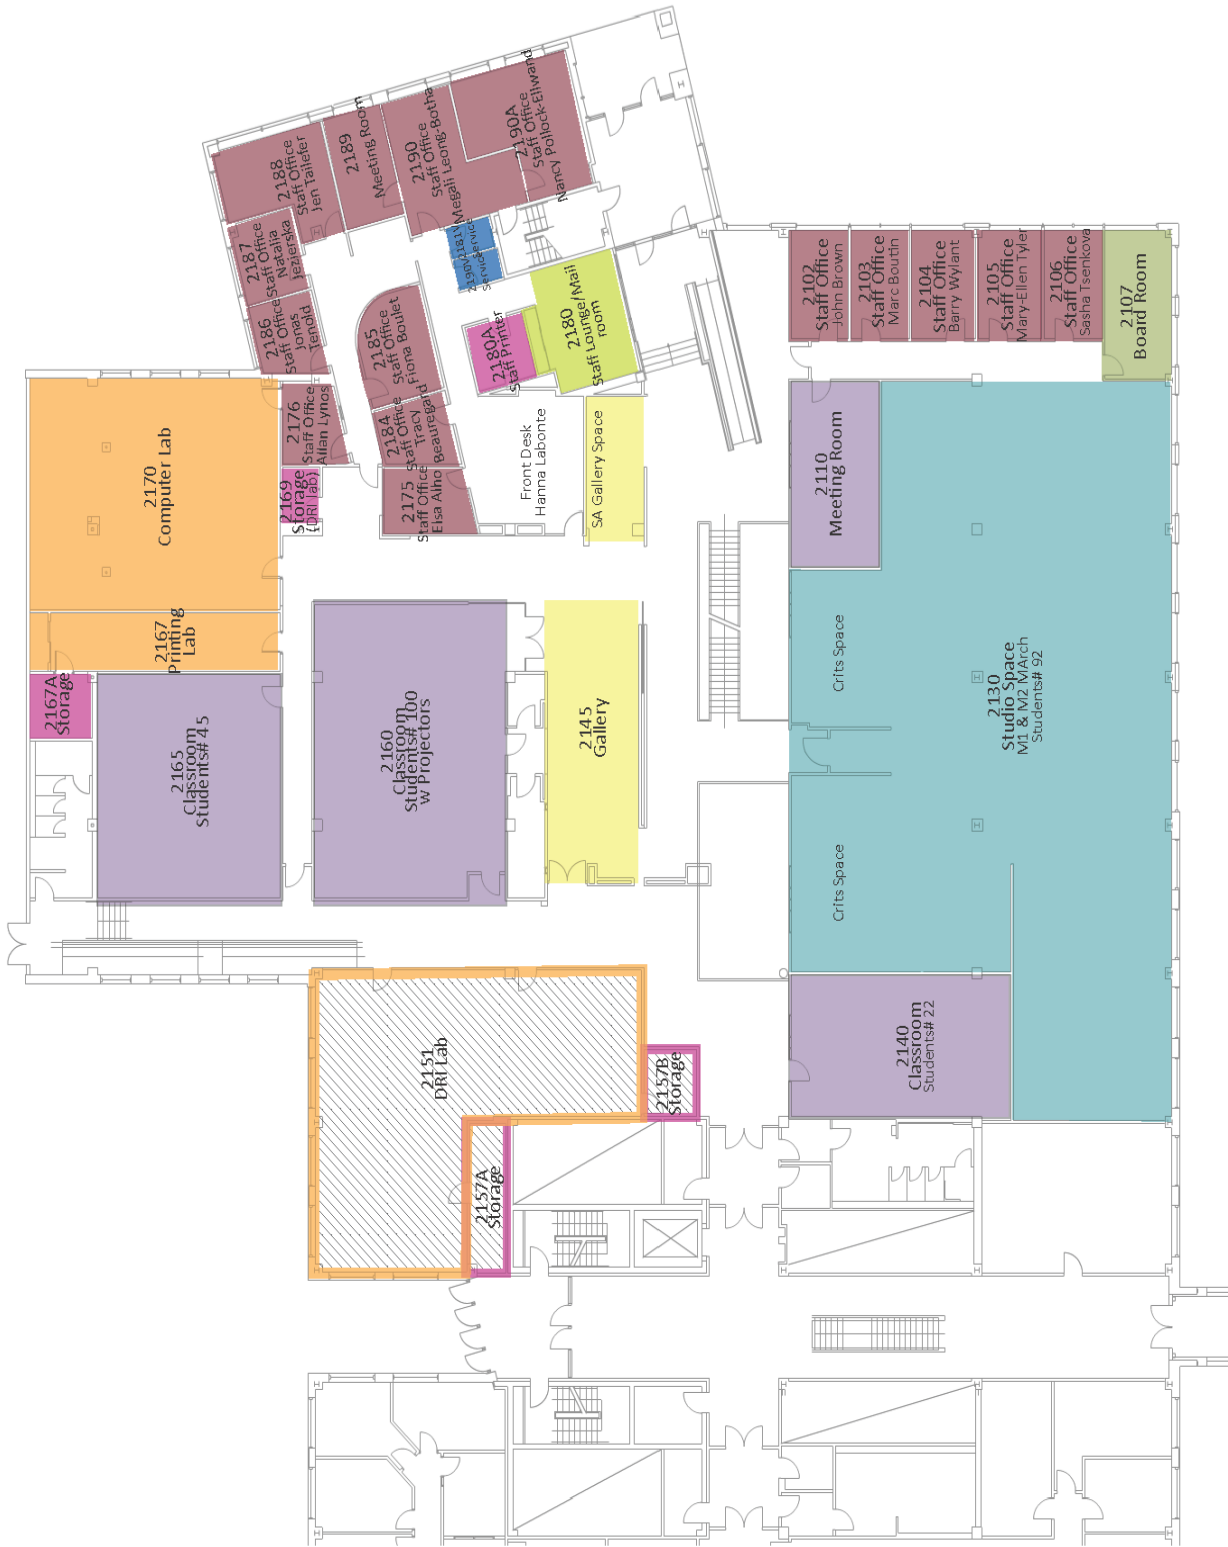 2188
Staff Office
Jen Tailefer
2189
Meeting Room
2190
Staff Office
Megali Leong-Botha
2190A
Staff Office
Nancy Pollock-Ellwand
2187
Staff Office
Natalia
Jezierska
2186
Staff Office
Jonas
Tenold
2185
Staff Office
Fiona Boulet
2184
Staff Office
Tracy
Beauregard
2175
Staff Office
Elsa Alho
2176
Staff Office
Allan Lynos
2169
Storage
(DRI lab)
Service
Service
2180A
Staff Printer
2180
Staff Lounge/Mail
room
Front Desk
Hanna Labonte
SA Gallery Space
2170
Computer Lab
2167
Printing
Lab
2167A
Storage
2165
Classroom
Students# 45
2160
Classroom
Students# 100
w Projectors
2145
Gallery
2102
Staff Office
John Brown
2103
Staff Office
Marc Boutin
2104
Staff Office
Barry Wylant
2105
Staff Office
Mary-Ellen Tyler
2106
Staff Office
Sasha Tsenkova
2107
Board Room
2110
Meeting Room
Crits Space
2130
Studio Space
M1 & M2 MArch
Students# 92
Crits Space
2140
Classroom
Students# 22
2151
DRI Lab
2157B
Storage
2157A
Storage